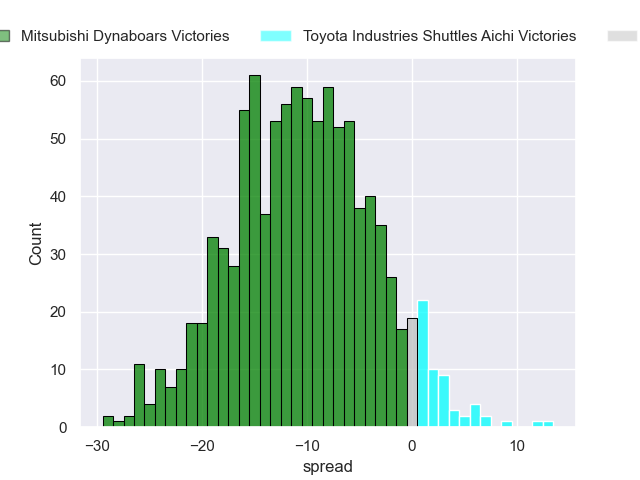 Mitsubishi Dynaboars Victories Toyota Industries Shuttles Aichi Victories
60
50
40
30
20
10
0
Count
−30 −20 −10 0 10
spread